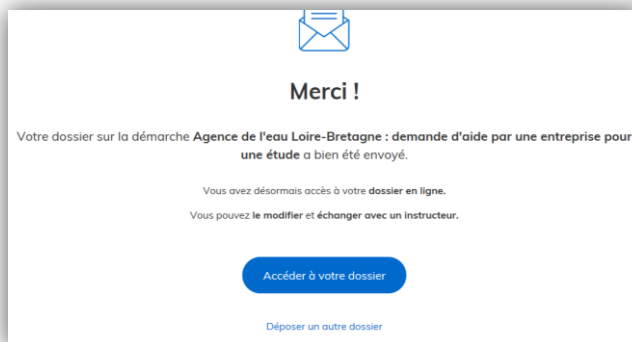 Merci !
Votre dossier sur la démarche Agence de l'eau Loire-Bretagne : demande d'aide par une entreprise pour
une étude a bien été envoyé.
Vous avez désormais accès à votre dossier en ligne.
Vous pouvez le modifier et échanger avec un instructeur.
Accéder à votre dossier
Déposer un autre dossier